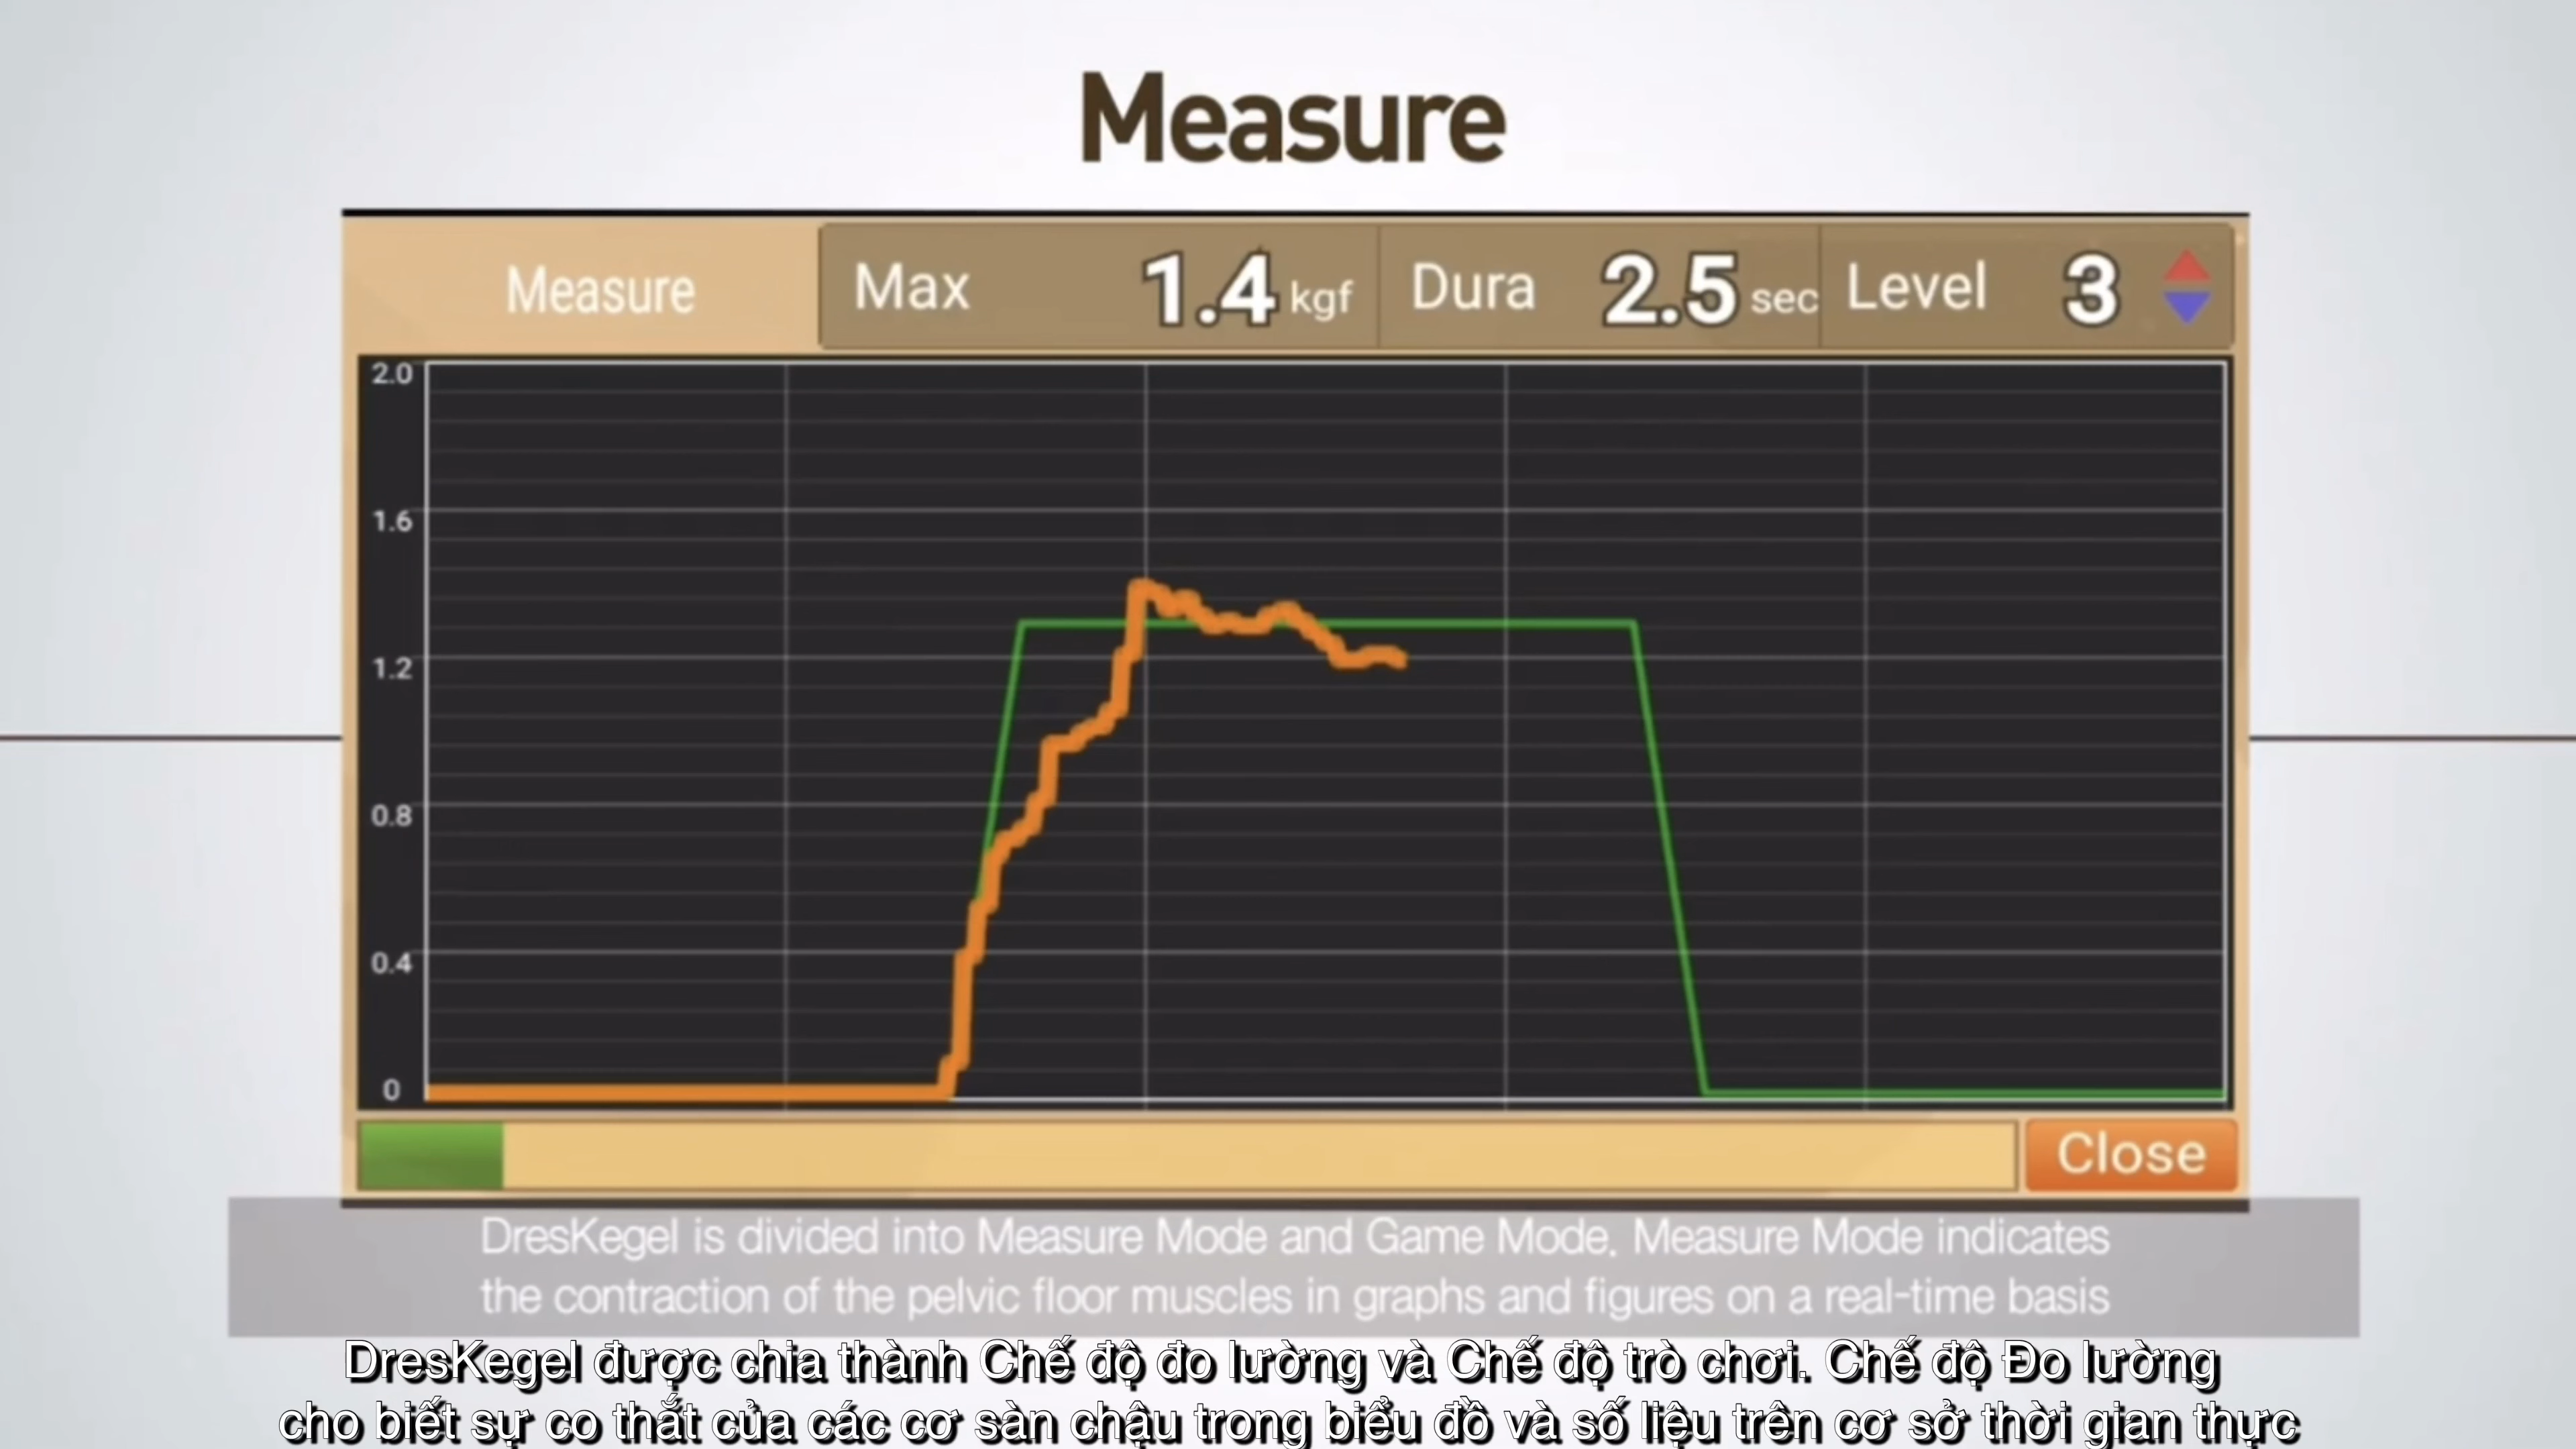 Measure
Measure Max 1.4 kgf Dura 2.5 sec Level 3
2.0
1.6
1.2
0.8
0.4
0
Close
DresKegel is divided into Measure Mode and Game Mode. Measure Mode indicates
the contraction of the pelvic floor muscles in graphs and figures on a real-time basis
DresKegel được chia thành Chế độ đo lường và Chế độ trò chơi. Chế độ Đo lường
cho biết sự co thắt của các cơ sàn chậu trong biểu đồ và số liệu trên cơ sở thời gian thực